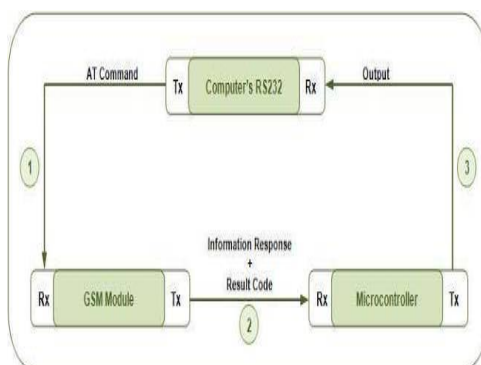 AT Command
Tx Computer's RS232 Rx
Output
1
3
Information Response
+
Result Code
Rx GSM Module Tx
2
Rx Microcontroller Tx